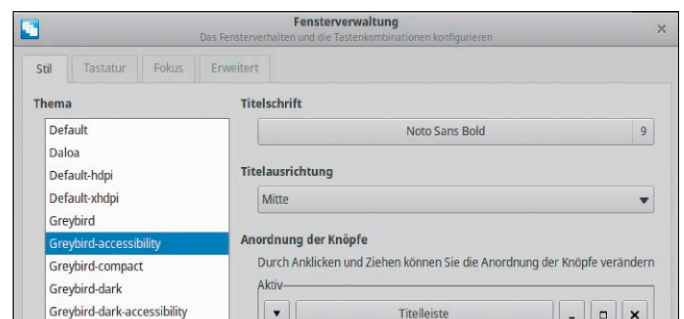 Fensterverwaltung
Das Fensterverhalten und die Tastenkombinationen konfigurieren
Stil Tastatur Fokus Erweitert
Thema
Default
Daloa
Default-hdpi
Default-xhdpi
Greybird
Greybird-accessibility
Greybird-compact
Greybird-dark
Greybird-dark-accessibility
Titelschrift
Noto Sans Bold 9
Titelausrichtung
Mitte
Anordnung der Knöpfe
Durch Anklicken und Ziehen können Sie die Anordnung der Knöpfe verändern
Aktiv
Titelleiste